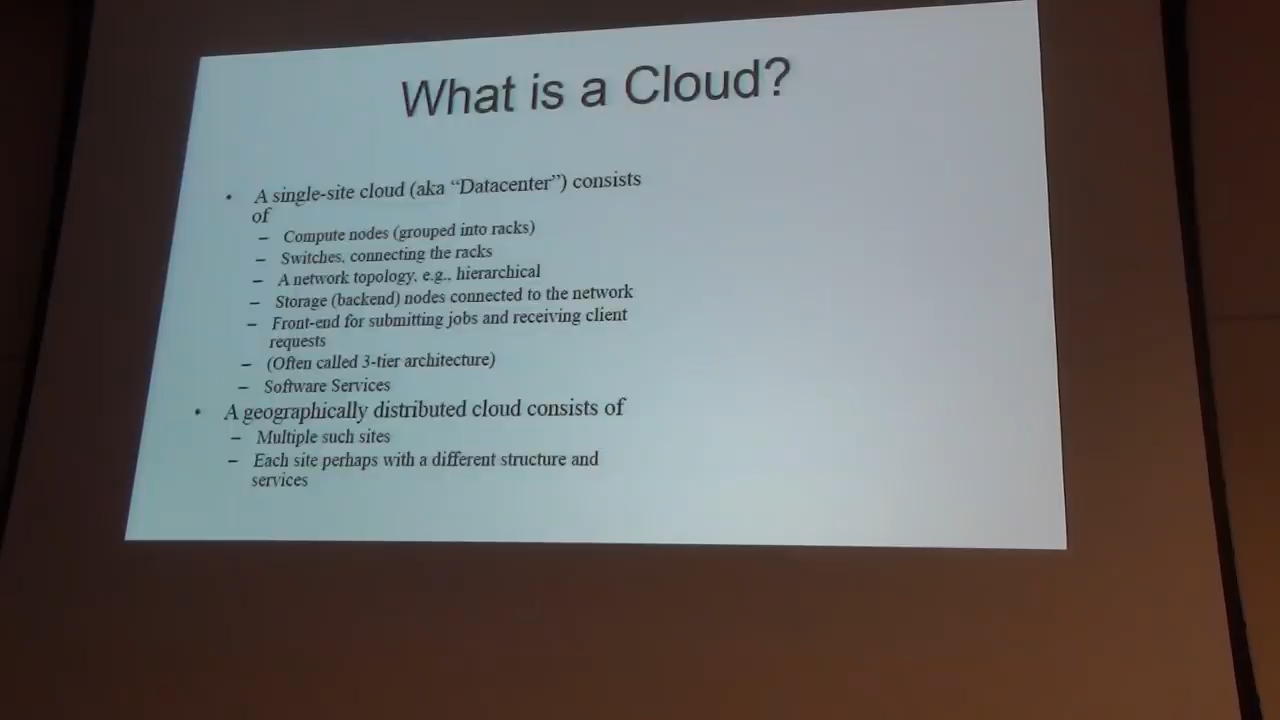 What is a Cloud?
• A single-site cloud (aka “Datacenter”) consists
of
– Compute nodes (grouped into racks)
– Switches, connecting the racks
– A network topology, e.g., hierarchical
– Storage (backend) nodes connected to the network
– Front-end for submitting jobs and receiving client
requests
– (Often called 3-tier architecture)
– Software Services
• A geographically distributed cloud consists of
– Multiple such sites
– Each site perhaps with a different structure and
services